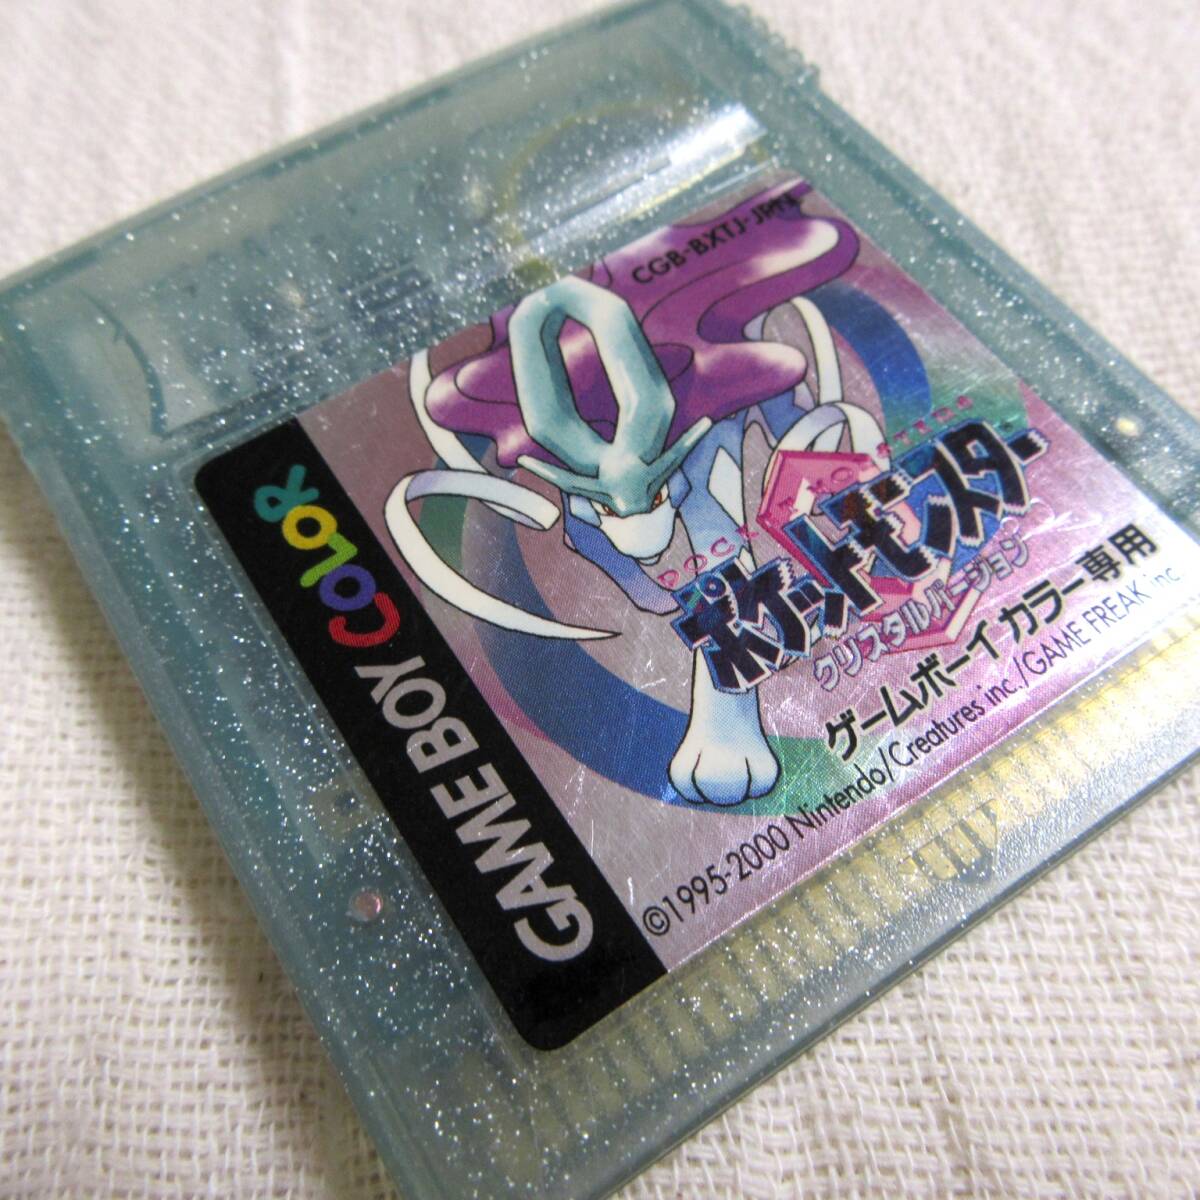 CGB-BXTJ-JPN
POCKET MONSTERS
ポケットモンスター
クリスタルバージョン
ゲームボーイ カラー専用
©1995-2000 Nintendo/Creatures inc./GAME FREAK inc.
GAME BOY COLOR